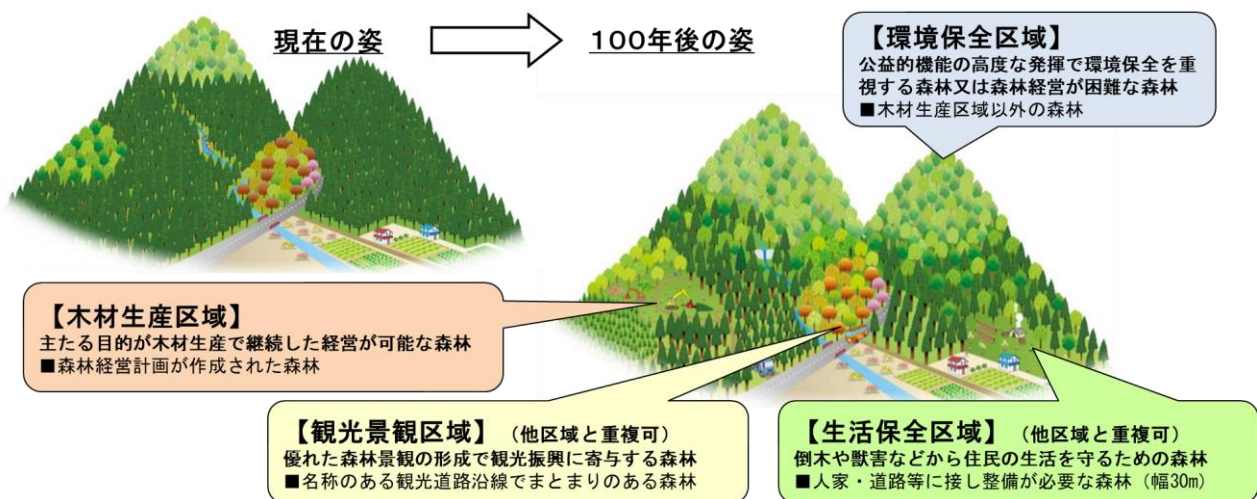 現在の姿
100年後の姿
【環境保全区域】
公益的機能の高度な発揮で環境保全を重
視する森林又は森林経営が困難な森林
■木材生産区域以外の森林
【木材生産区域】
主たる目的が木材生産で継続した経営が可能な森林
■森林経営計画が作成された森林
【観光景観区域】 (他区域と重複可)
優れた森林景観の形成で観光振興に寄与する森林
■名称のある観光道路沿線でまとまりのある森林
【生活保全区域】 (他区域と重複可)
倒木や獣害などから住民の生活を守るための森林
■人家・道路等に接し整備が必要な森林（幅30m）